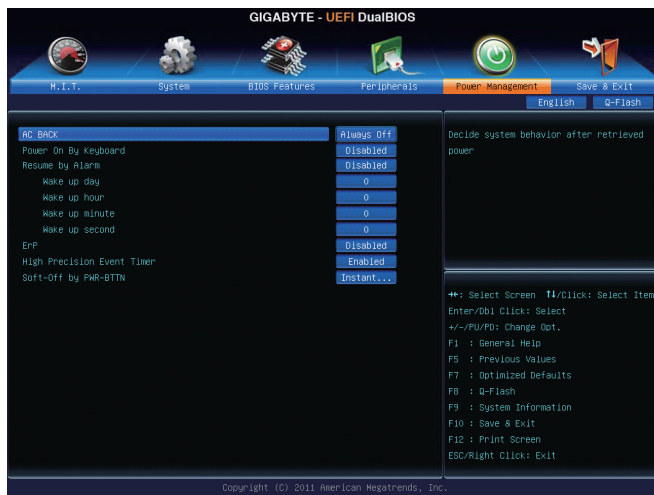 GIGABYTE - UEFI DualBIOS
M.I.T.
System
BIOS Features
Peripherals
Power Management
Save & Exit
English
Q-Flash
AC BACK Always Off
Power On By Keyboard Disabled
Resume by Alarm Disabled
Wake up day 0
Wake up hour 0
Wake up minute 0
Wake up second 0
ErP Disabled
High Precision Event Timer Enabled
Soft-Off by PWR-BTTN Instant...
Decide system behavior after retrieved
power
→←: Select Screen ↑↓/Click: Select Item
Enter/Dbl Click: Select
+/-/PU/PD: Change Opt.
F1 : General Help
F5 : Previous Values
F7 : Optimized Defaults
F8 : Q-Flash
F9 : System Information
F10 : Save & Exit
F12 : Print Screen
ESC/Right Click: Exit
Copyright (C) 2011 American Megatrends, Inc.